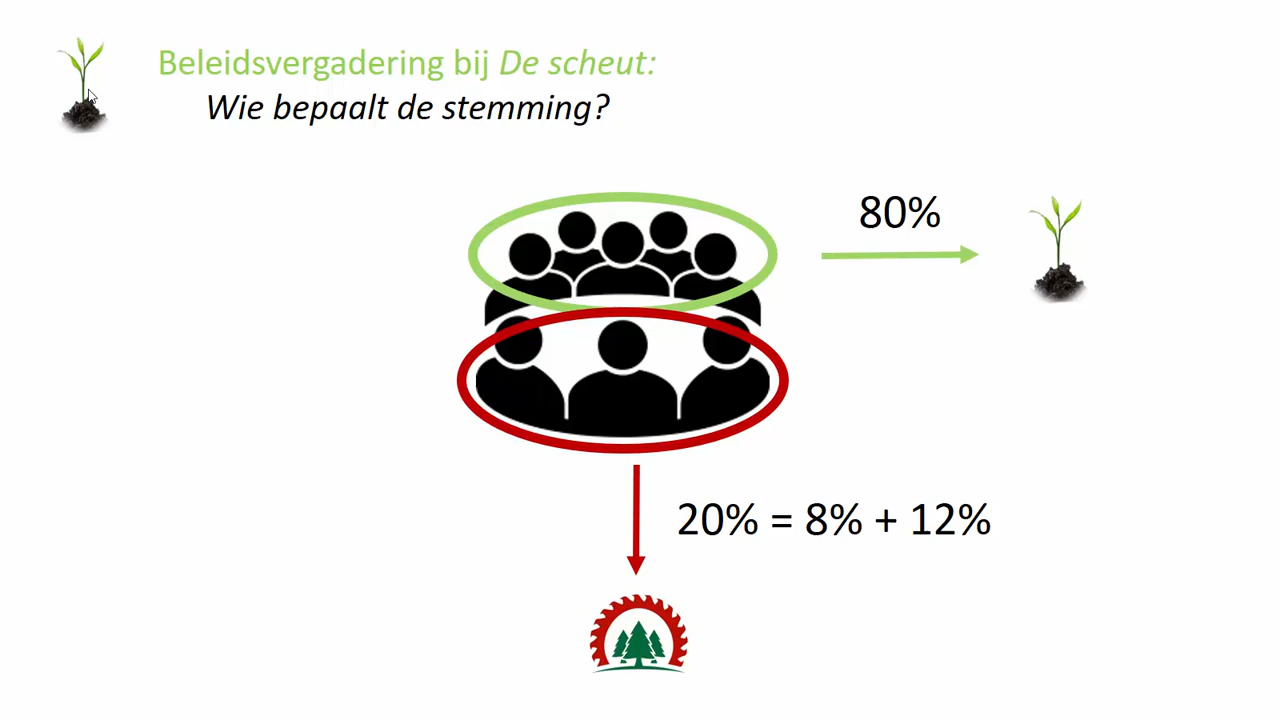 Beleidsvergadering bij De scheut:
Wie bepaalt de stemming?
80%
20% = 8% + 12%